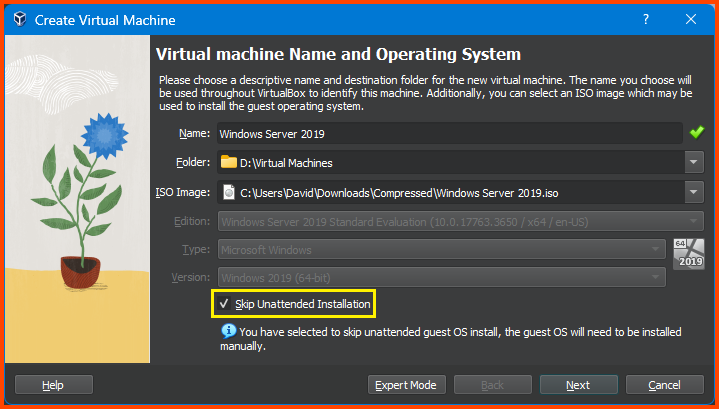 Create Virtual Machine
?
Virtual machine Name and Operating System
Please choose a descriptive name and destination folder for the new virtual machine. The name you choose will
be used throughout VirtualBox to identify this machine. Additionally, you can select an ISO image which may be
used to install the guest operating system.
Name: Windows Server 2019
Folder: D:\Virtual Machines
ISO Image: C:\Users\David\Downloads\Compressed\Windows Server 2019.iso
Edition: Windows Server 2019 Standard Evaluation (10.0.17763.3650 / x64 / en-US)
Type: Microsoft Windows
64
2019
Version: Windows 2019 (64-bit)
Skip Unattended Installation
You have selected to skip unattended guest OS install, the guest OS will need to be installed
manually.
Help Expert Mode Back Next Cancel